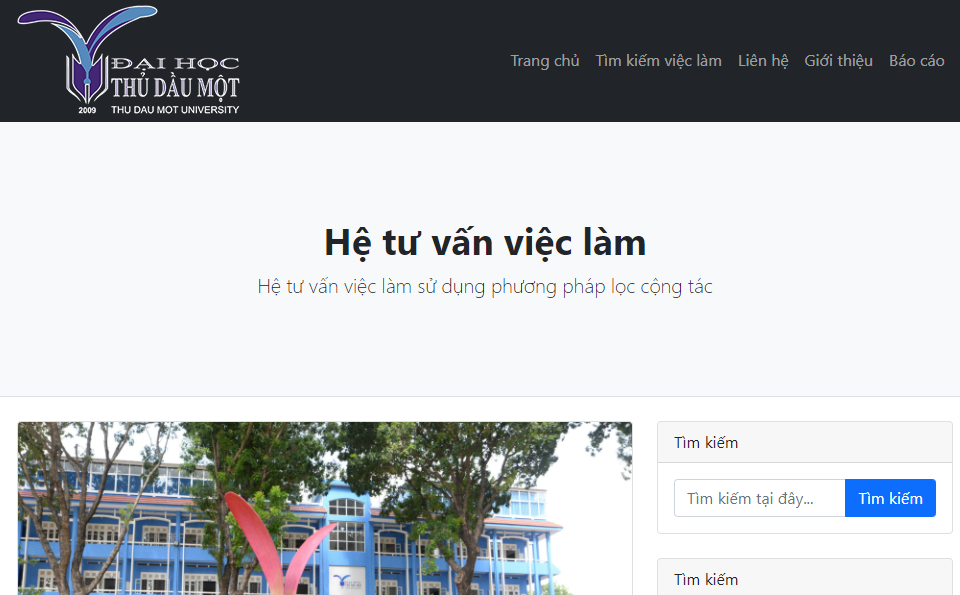 ĐẠI HỌC
THỦ DẦU MỘT
2009 THU DAU MOT UNIVERSITY
Trang chủ Tìm kiếm việc làm Liên hệ Giới thiệu Báo cáo
Hệ tư vấn việc làm
Hệ tư vấn việc làm sử dụng phương pháp lọc cộng tác
Tìm kiếm
Tìm kiếm tại đây... Tìm kiếm
Tìm kiếm